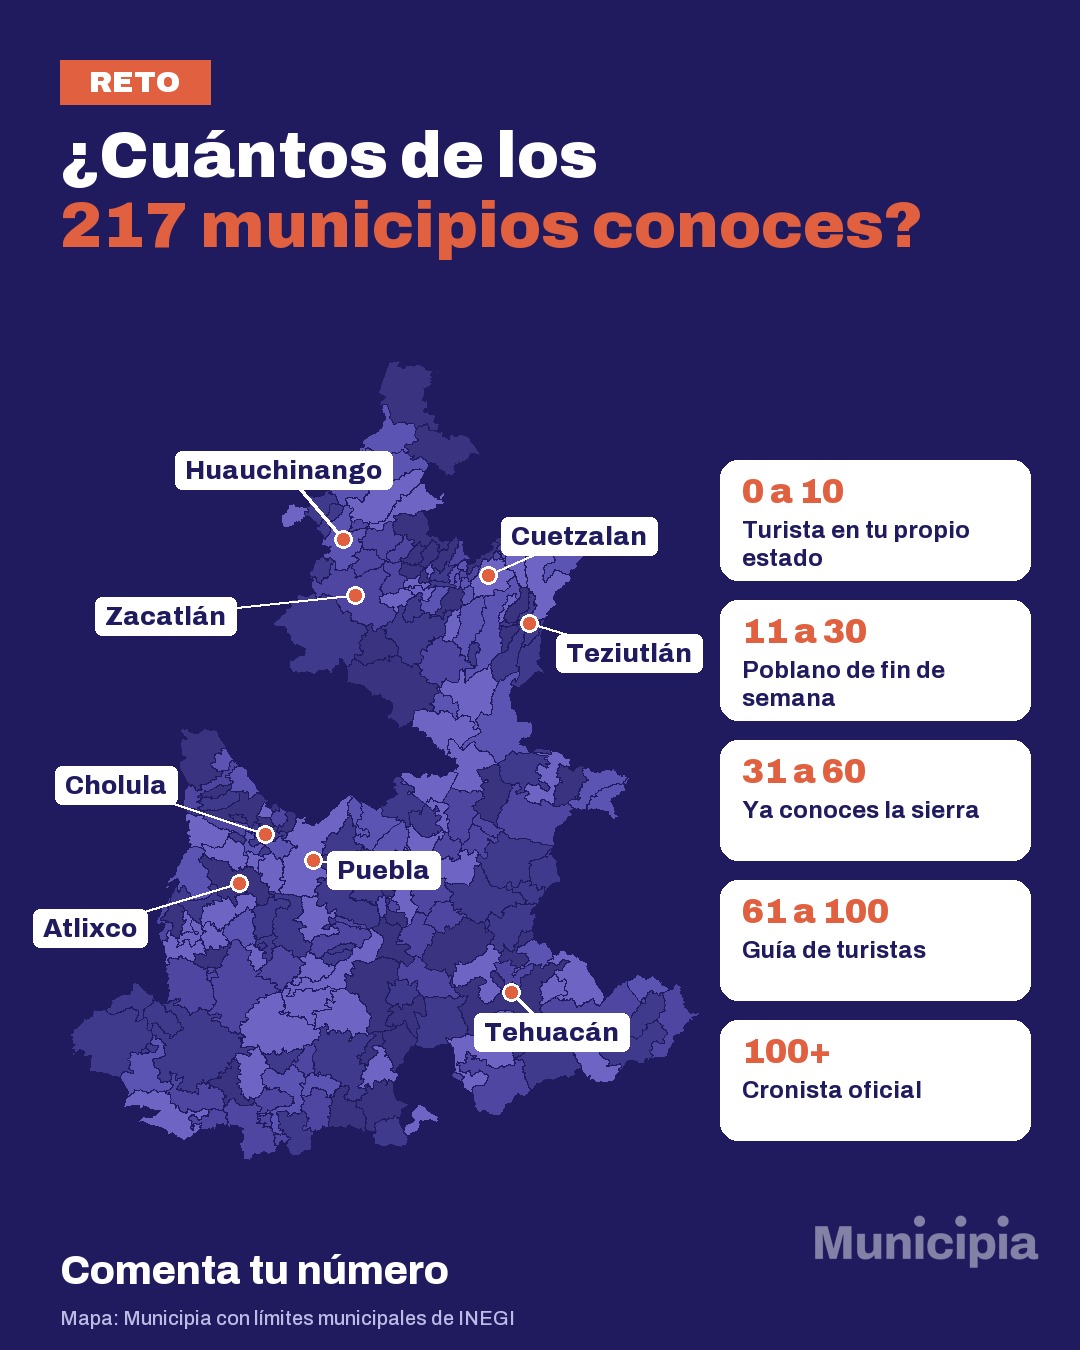 RETO
¿Cuántos de los
217 municipios conoces?
Huauchinango
Cuetzalan
Zacatlán
Teziutlán
Cholula
Puebla
Atlixco
Tehuacán
0 a 10
Turista en tu propio
estado
11 a 30
Poblano de fin de
semana
31 a 60
Ya conoces la sierra
61 a 100
Guía de turistas
100+
Cronista oficial
Municipia
Comenta tu número
Mapa: Municipia con límites municipales de INEGI